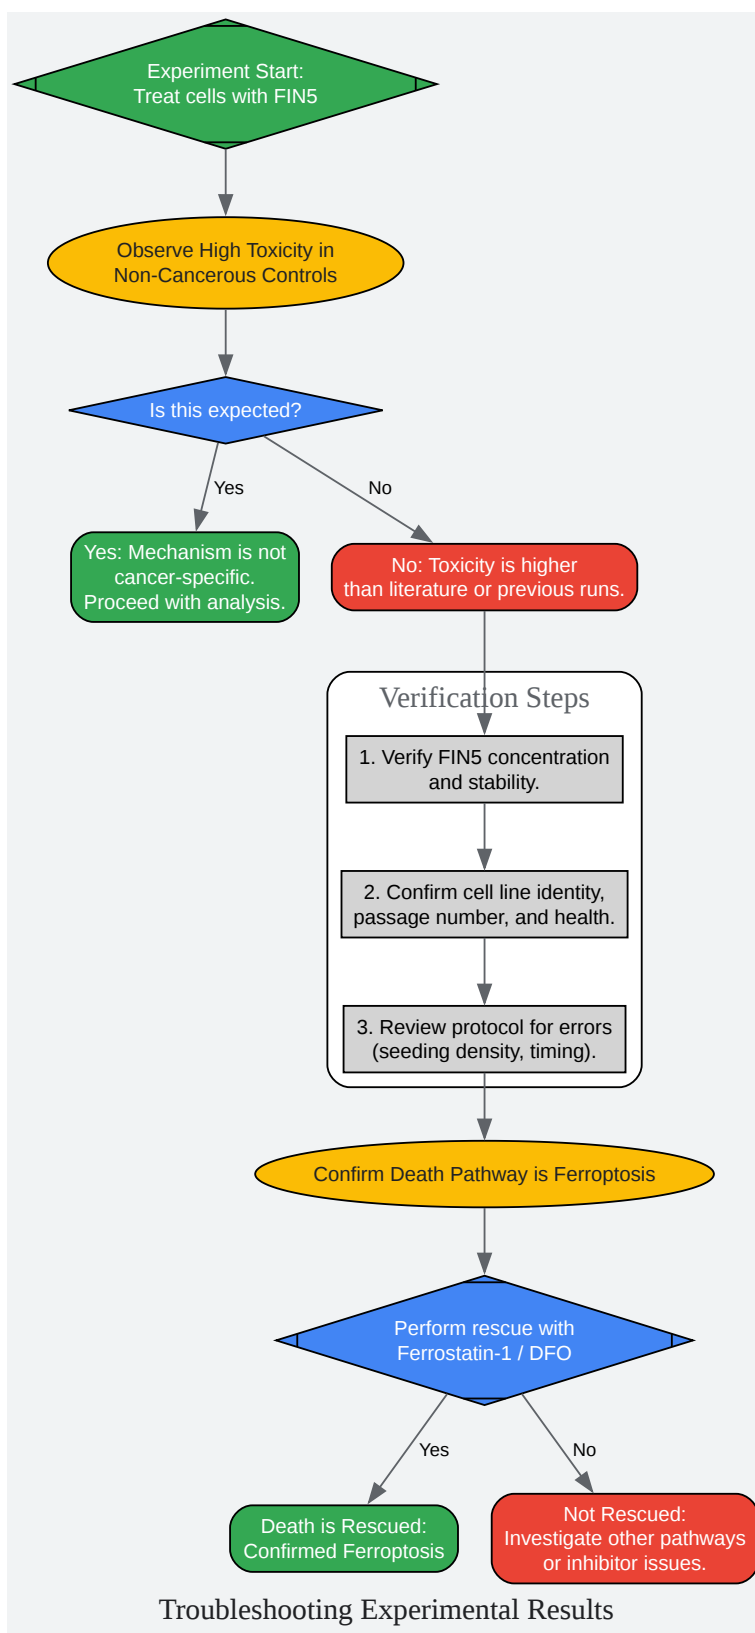 Experiment Start:
Treat cells with FIN5
Observe High Toxicity in
Non-Cancerous Controls
Is this expected?
Yes
No
Yes: Mechanism is not
cancer-specific.
Proceed with analysis.
No: Toxicity is higher
than literature or previous runs.
Verification Steps
1. Verify FIN5 concentration
and stability.
2. Confirm cell line identity,
passage number, and health.
3. Review protocol for errors
(seeding density, timing).
Confirm Death Pathway is Ferroptosis
Perform rescue with
Ferrostatin-1 / DFO
Yes
No
Death is Rescued:
Confirmed Ferroptosis
Not Rescued:
Investigate other pathways
or inhibitor issues.
Troubleshooting Experimental Results